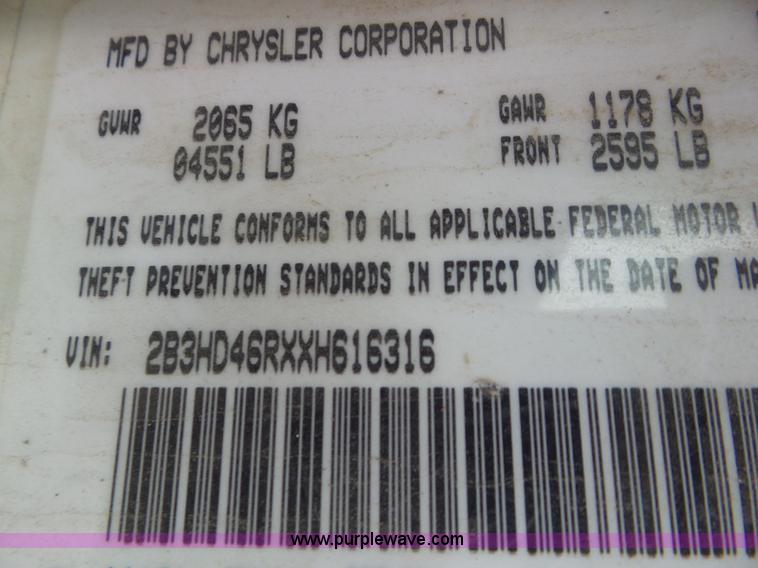 MFD BY CHRYSLER CORPORATION
GVWR 2065 KG GAWR 1178 KG
04551 LB FRONT 2595 LB
THIS VEHICLE CONFORMS TO ALL APPLICABLE FEDERAL MOTOR
THEFT PREVENTION STANDARDS IN EFFECT ON THE DATE OF MA
VIN: 2B3HD46RXXH616316
www.purplewave.com